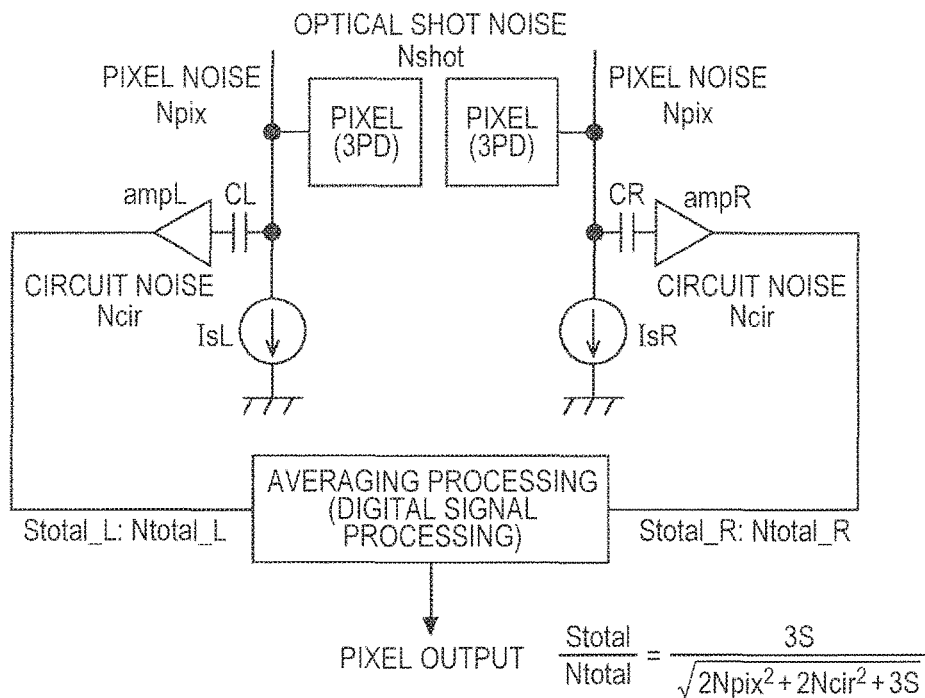 OPTICAL SHOT NOISE
Nshot
PIXEL NOISE
Npix
PIXEL
(3PD)
PIXEL
(3PD)
PIXEL NOISE
Npix
ampL
CL
CR
ampR
CIRCUIT NOISE
Ncir
CIRCUIT NOISE
Ncir
IsL
IsR
AVERAGING PROCESSING
(DIGITAL SIGNAL
PROCESSING)
Stotal_L: Ntotal_L
Stotal_R: Ntotal_R
PIXEL OUTPUT
Stotal/Ntotal = 3S/√(2Npix²+2Ncir²+3S)